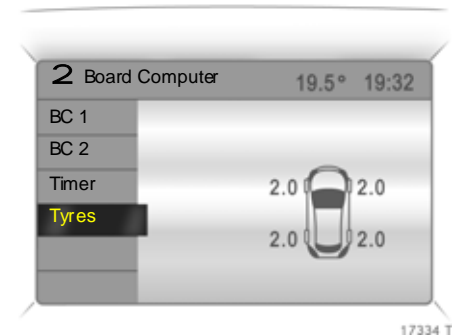 2 Board Computer 19.5° 19:32
BC 1
BC 2
Timer
Tyres
2.0 2.0
2.0 2.0
17334 T